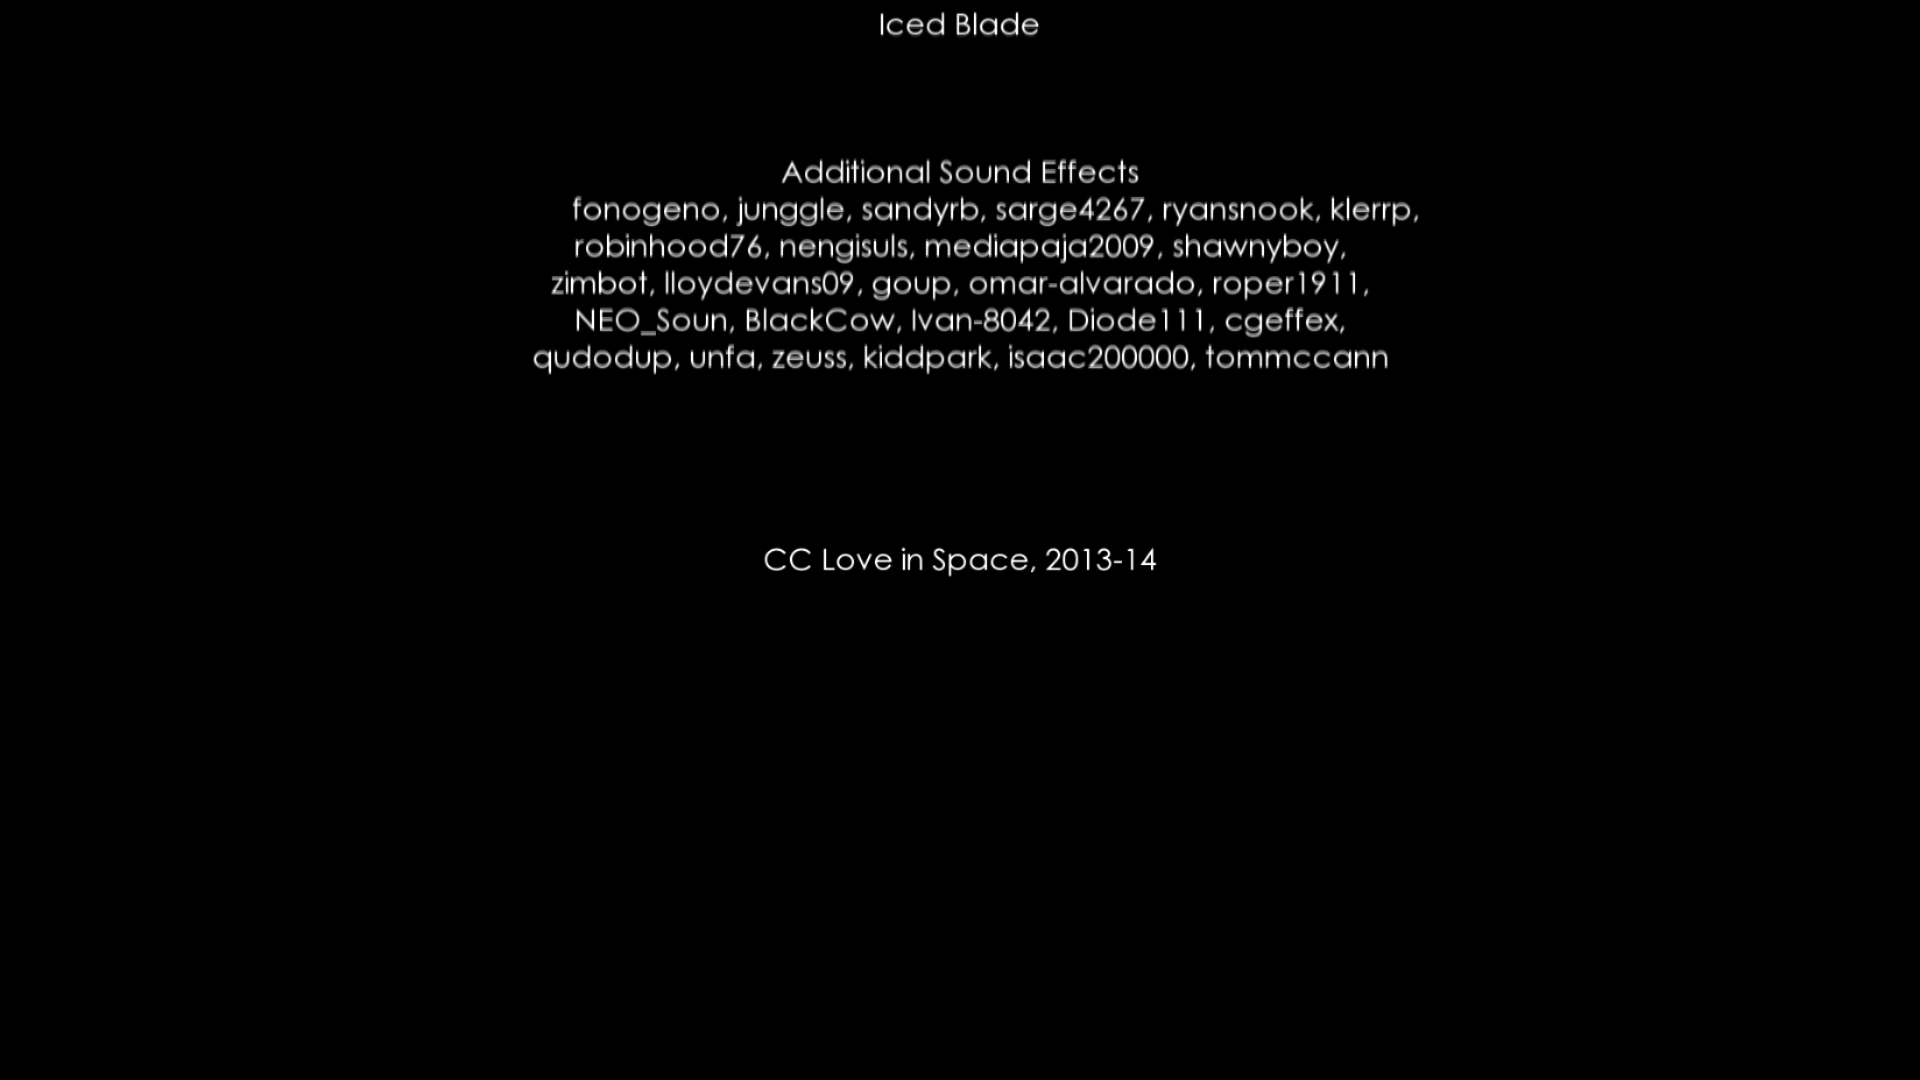 Iced Blade
Additional Sound Effects
fonogeno, junggle, sandyrb, sarge4267, ryansnook, klerrp,
robinhood76, nengisuls, mediapaja2009, shawnyboy,
zimbot, lloydevans09, goup, omar-alvarado, roper1911,
NEO_Soun, BlackCow, Ivan-8042, Diode111, cgeffex,
qudodup, unfa, zeuss, kiddpark, isaac200000, tommccann
CC Love in Space, 2013-14